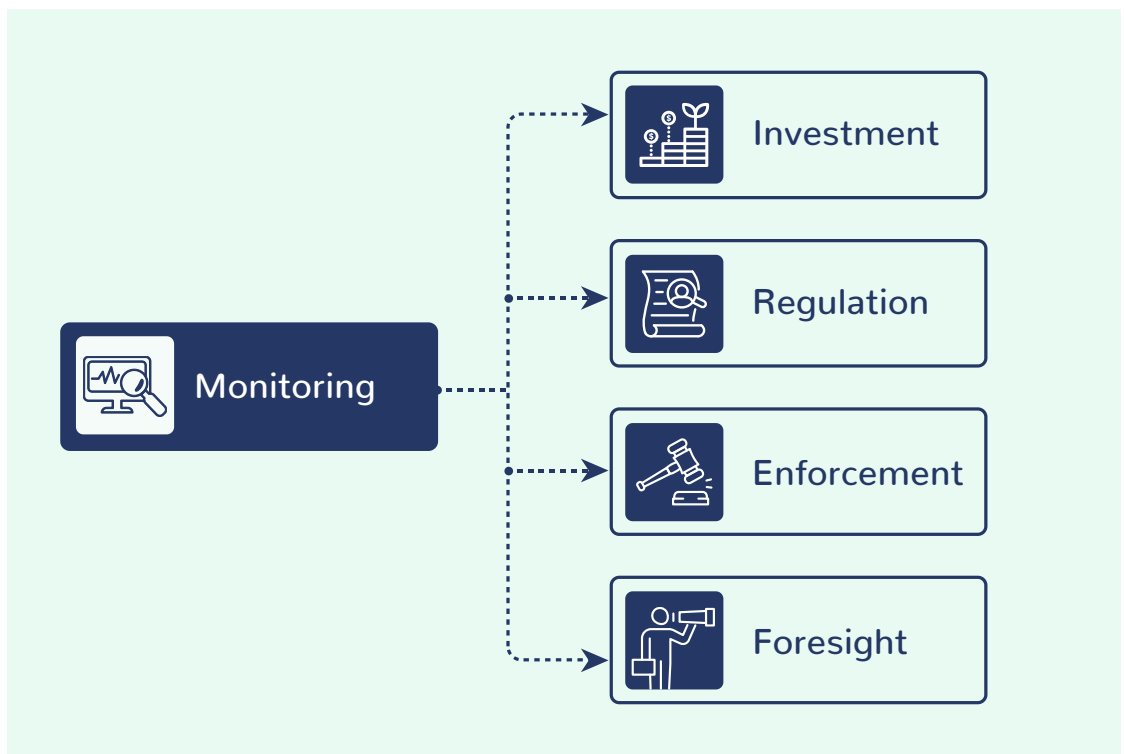 Investment
Regulation
Monitoring
Enforcement
Foresight